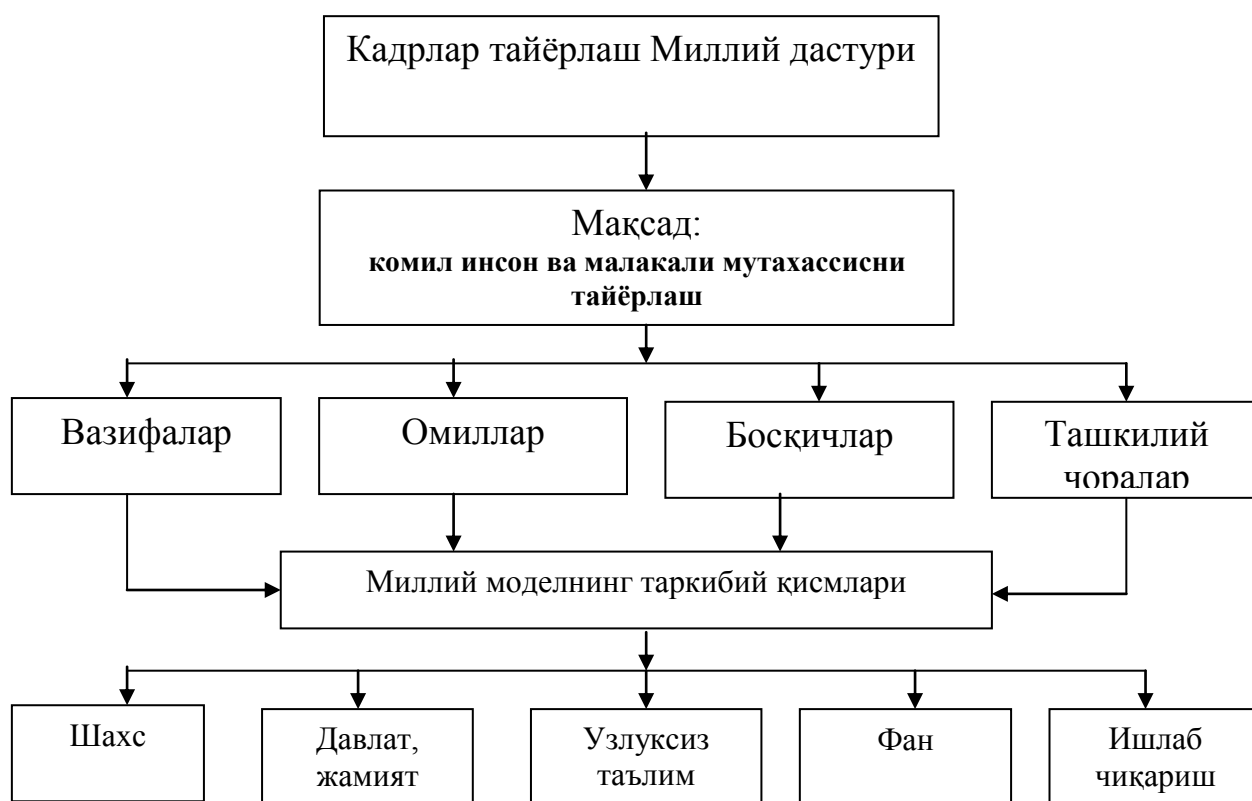 Кадрлар тайёрлаш Миллий дастури
Мақсад:
комил инсон ва малакали мутахассисни
тайёрлаш
Вазифалар
Омиллар
Босқичлар
Ташкилий
чоралар
Миллий моделнинг таркибий қисмлари
Шахс
Давлат,
жамият
Узлуксиз
таълим
Фан
Ишлаб
чиқариш